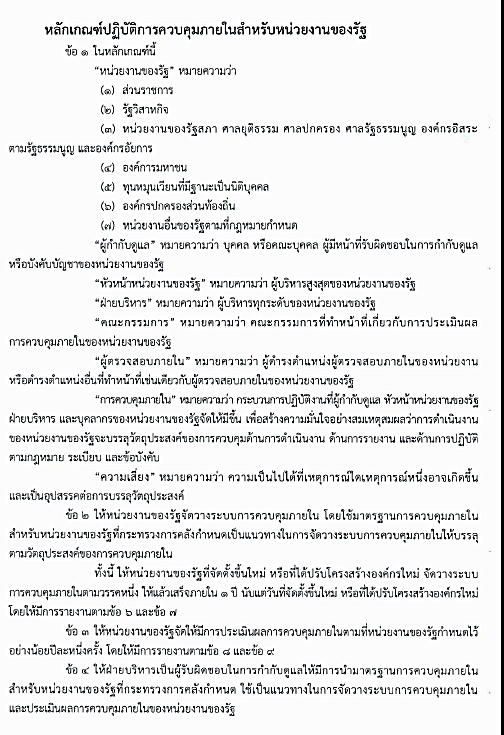 หลักเกณฑ์ปฏิบัติการควบคุมภายในสำหรับหน่วยงานของรัฐ
ข้อ ๑ ในหลักเกณฑ์นี้
“หน่วยงานของรัฐ” หมายความว่า
(๑) ส่วนราชการ
(๒) รัฐวิสาหกิจ
(๓) หน่วยงานของรัฐสภา ศาลยุติธรรม ศาลปกครอง ศาลรัฐธรรมนูญ องค์กรอิสระ
ตามรัฐธรรมนูญ และองค์กรอัยการ
(๔) องค์การมหาชน
(๕) ทุนหมุนเวียนที่มีฐานะเป็นนิติบุคคล
(๖) องค์กรปกครองส่วนท้องถิ่น
(๗) หน่วยงานอื่นของรัฐตามที่กฎหมายกำหนด
“ผู้กำกับดูแล” หมายความว่า บุคคล หรือคณะบุคคล ผู้มีหน้าที่รับผิดชอบในการกำกับดูแล
หรือบังคับบัญชาของหน่วยงานของรัฐ
“หัวหน้าหน่วยงานของรัฐ” หมายความว่า ผู้บริหารสูงสุดของหน่วยงานของรัฐ
“ฝ่ายบริหาร” หมายความว่า ผู้บริหารทุกระดับของหน่วยงานของรัฐ
“คณะกรรมการ” หมายความว่า คณะกรรมการที่ทำหน้าที่เกี่ยวกับการประเมินผล
การควบคุมภายในของหน่วยงานของรัฐ
“ผู้ตรวจสอบภายใน” หมายความว่า ผู้ดำรงตำแหน่งผู้ตรวจสอบภายในของหน่วยงาน
หรือดำรงตำแหน่งอื่นที่ทำหน้าที่เช่นเดียวกับผู้ตรวจสอบภายในของหน่วยงานของรัฐ
“การควบคุมภายใน” หมายความว่า กระบวนการปฏิบัติงานที่ผู้กำกับดูแล หัวหน้าหน่วยงานของรัฐ
ฝ่ายบริหาร และบุคลากรของหน่วยงานของรัฐจัดให้มีขึ้น เพื่อสร้างความมั่นใจอย่างสมเหตุสมผลว่าการดำเนินงาน
ของหน่วยงานของรัฐจะบรรลุวัตถุประสงค์ของการควบคุมด้านการดำเนินงาน ด้านการรายงาน และด้านการปฏิบัติ
ตามกฎหมาย ระเบียบ และข้อบังคับ
“ความเสี่ยง” หมายความว่า ความเป็นไปได้ที่เหตุการณ์ใดเหตุการณ์หนึ่งอาจเกิดขึ้น
และเป็นอุปสรรคต่อการบรรลุวัตถุประสงค์
ข้อ ๒ ให้หน่วยงานของรัฐจัดวางระบบการควบคุมภายใน โดยใช้มาตรฐานการควบคุมภายใน
สำหรับหน่วยงานของรัฐที่กระทรวงการคลังกำหนดเป็นแนวทางในการจัดวางระบบการควบคุมภายในให้บรรลุ
ตามวัตถุประสงค์ของการควบคุมภายใน
ทั้งนี้ ให้หน่วยงานของรัฐที่จัดตั้งขึ้นใหม่ หรือที่ได้ปรับโครงสร้างองค์กรใหม่ จัดวางระบบ
การควบคุมภายในตามวรรคหนึ่ง ให้แล้วเสร็จภายใน ๑ ปี นับแต่วันที่จัดตั้งขึ้นใหม่ หรือที่ได้ปรับโครงสร้างองค์กรใหม่
โดยให้มีการรายงานตามข้อ ๖ และข้อ ๗
ข้อ ๓ ให้หน่วยงานของรัฐจัดให้มีการประเมินผลการควบคุมภายในตามที่หน่วยงานของรัฐกำหนดไว้
อย่างน้อยปีละหนึ่งครั้ง โดยให้มีการรายงานตามข้อ ๘ และข้อ ๙
ข้อ ๔ ให้ฝ่ายบริหารเป็นผู้รับผิดชอบในการกำกับดูแลให้มีการนำมาตรฐานการควบคุมภายใน
สำหรับหน่วยงานของรัฐที่กระทรวงการคลังกำหนด ใช้เป็นแนวทางในการจัดวางระบบการควบคุมภายใน
และประเมินผลการควบคุมภายในของหน่วยงานของรัฐ